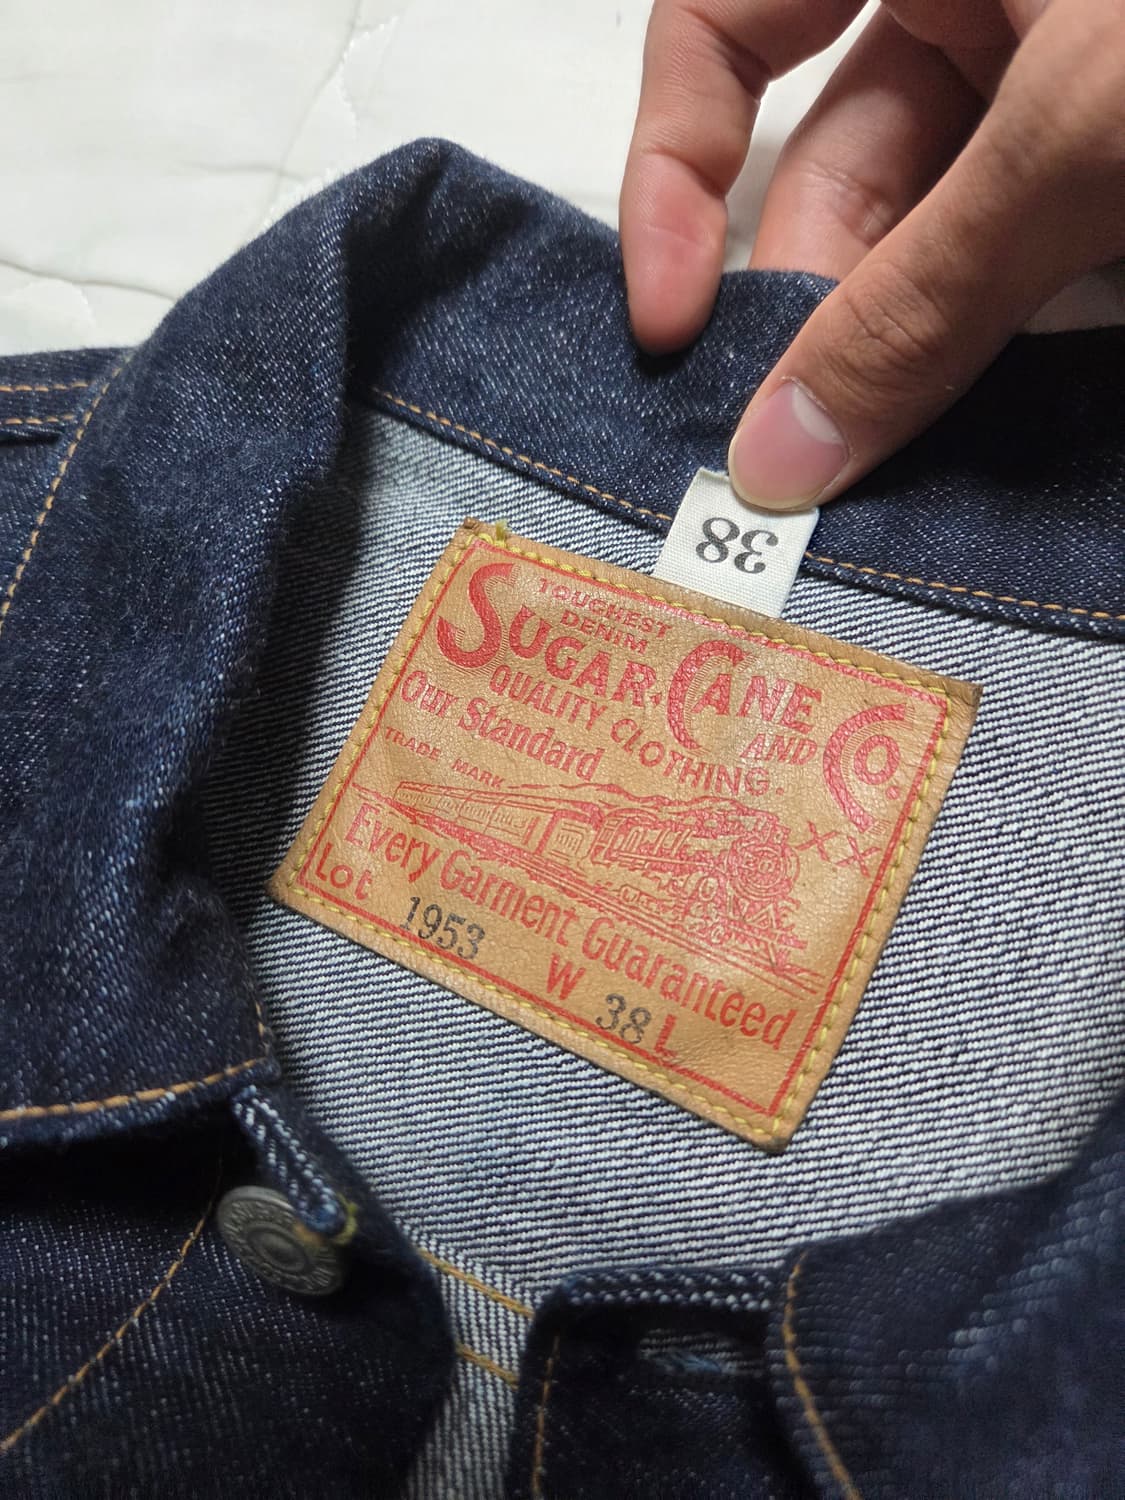 38
TOUGHEST
DENIM
SUGAR CANE AND CO.
QUALITY CLOTHING.
Our Standard
TRADE MARK
XX
Every Garment Guaranteed
Lot 1953 W 38 L